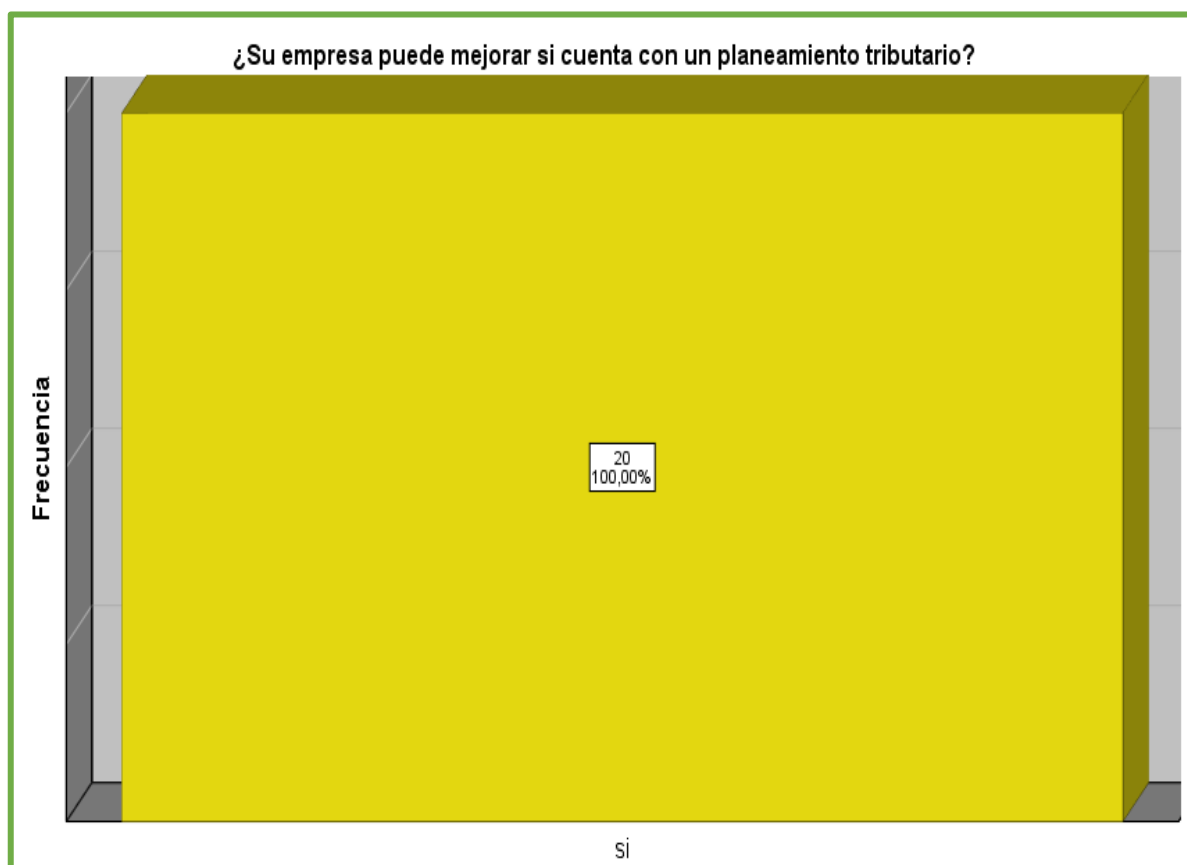 ¿Su empresa puede mejorar si cuenta con un planeamiento tributario?
Frecuencia
20
100,00%
si